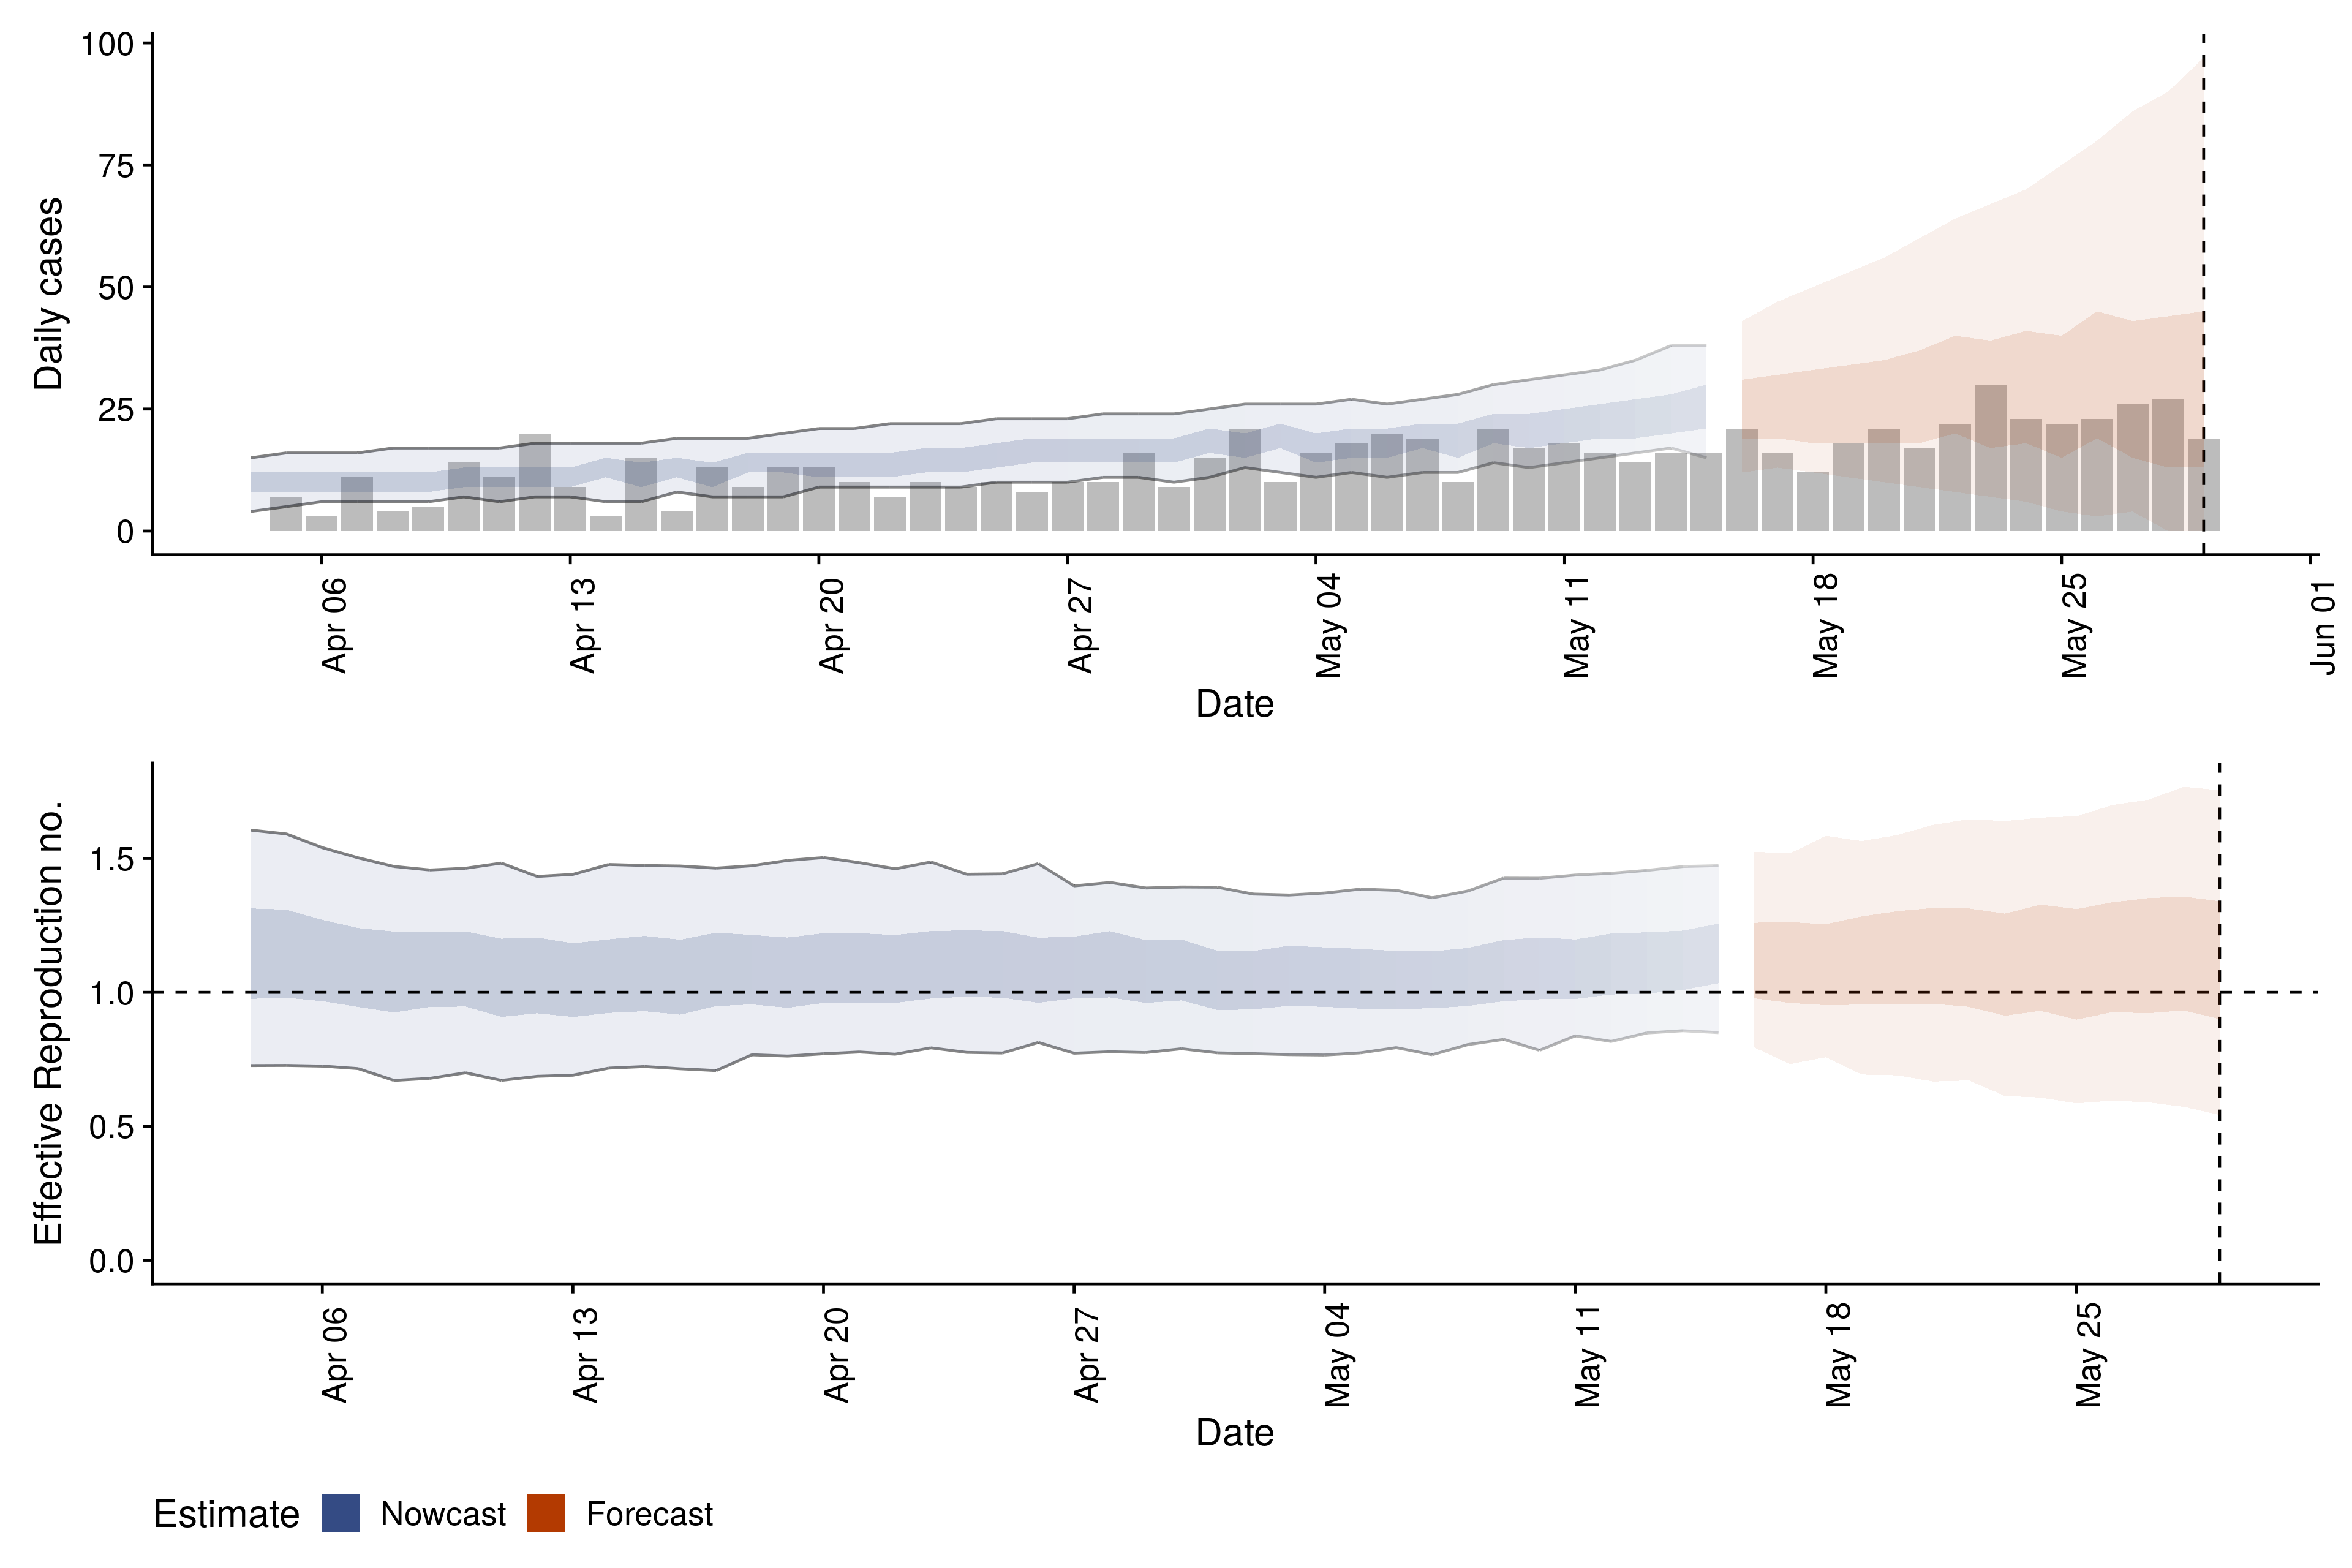 100
75
50
25
0
Daily cases
Apr 06
Apr 13
Apr 20
Apr 27
May 04
May 11
May 18
May 25
Jun 01
Date
1.5
1.0
0.5
0.0
Effective Reproduction no.
Apr 06
Apr 13
Apr 20
Apr 27
May 04
May 11
May 18
May 25
Date
Estimate Nowcast Forecast